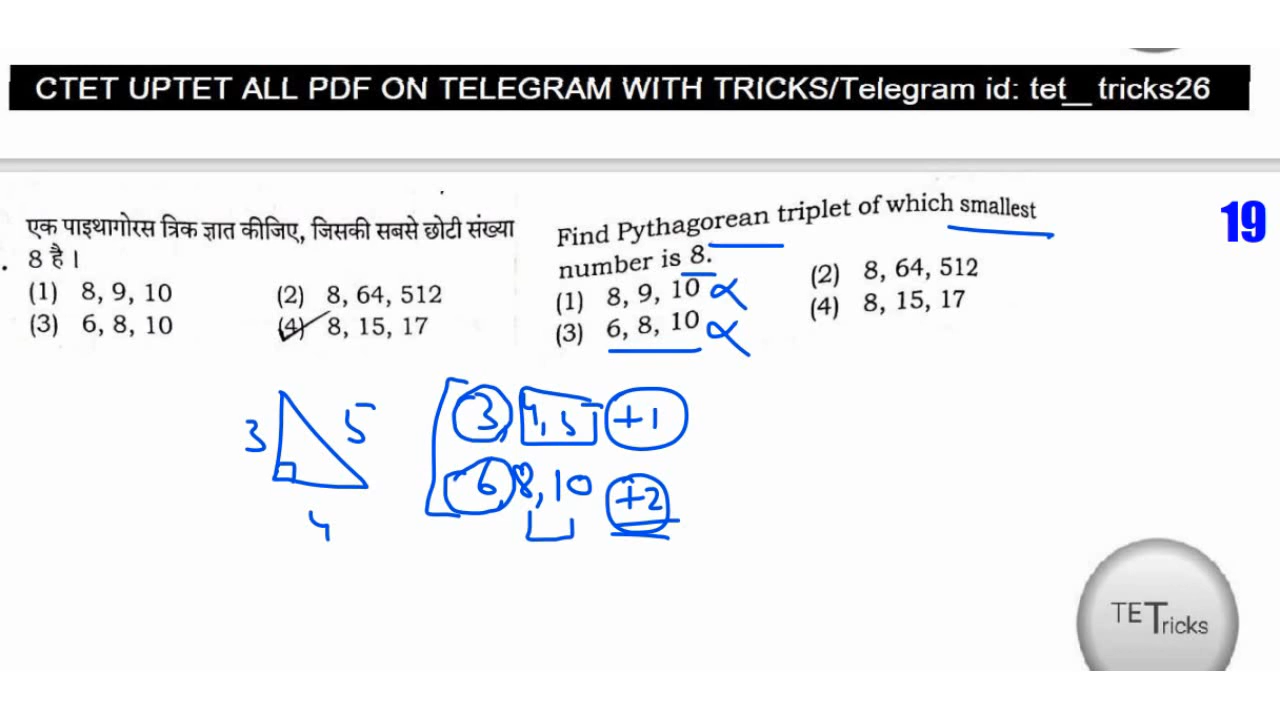 CTET UPTET ALL PDF ON TELEGRAM WITH TRICKS/Telegram id: tet__ tricks26
एक पाइथागोरस त्रिक ज्ञात कीजिए, जिसकी सबसे छोटी संख्या
8 है ।
(1) 8, 9, 10 (2) 8, 64, 512
(3) 6, 8, 10 (4) 8, 15, 17
Find Pythagorean triplet of which smallest
number is 8.
(1) 8, 9, 10 (2) 8, 64, 512
(3) 6, 8, 10 (4) 8, 15, 17
19
3 5
4
3, 4, 5 +1
6 8, 10 +2
TETricks